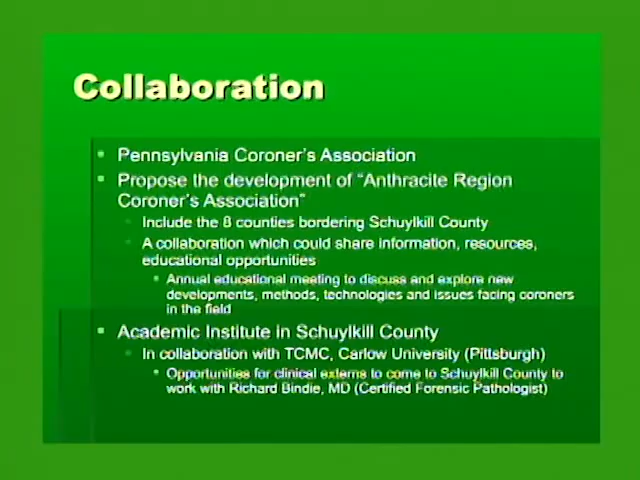 Collaboration
Pennsylvania Coroner's Association
Propose the development of "Anthracite Region
Coroner's Association"
Include the 8 counties bordering Schuylkill County
A collaboration which could share information, resources,
educational opportunities
Annual educational meeting to discuss and explore new
developments, methods, technologies and issues facing coroners
in the field
Academic Institute in Schuylkill County
In collaboration with TCMC, Carlow University (Pittsburgh)
Opportunities for clinical externs to come to Schuylkill County to
work with Richard Bindie, MD (Certified Forensic Pathologist)